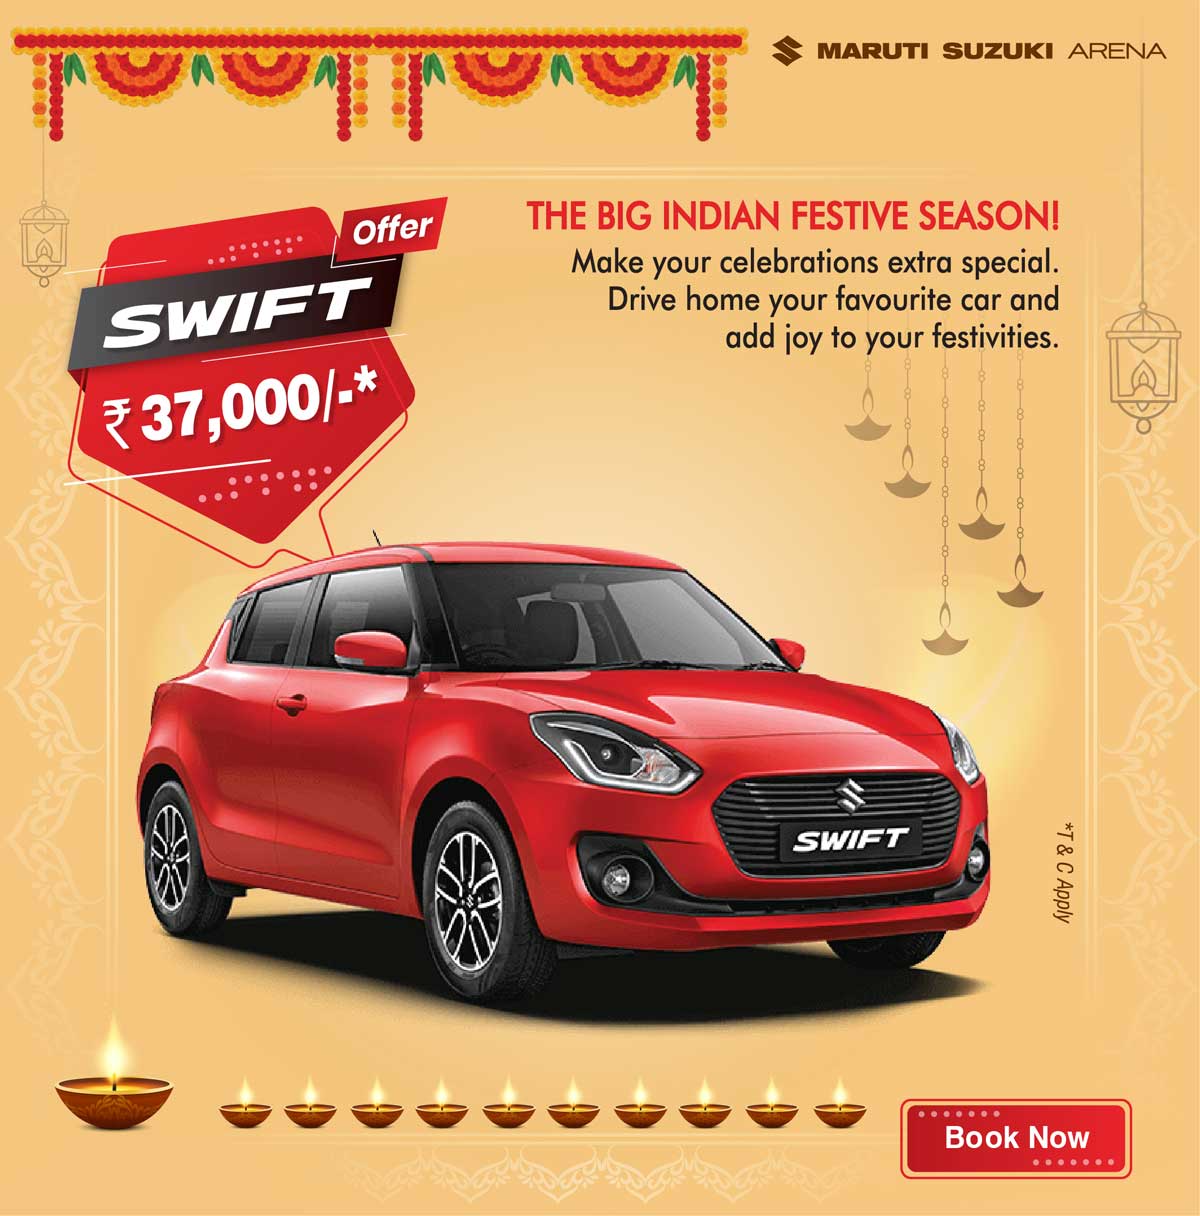 MARUTI SUZUKI ARENA
Offer
SWIFT
₹ 37,000/-*
THE BIG INDIAN FESTIVE SEASON!
Make your celebrations extra special.
Drive home your favourite car and
add joy to your festivities.
SWIFT
*T & C Apply
Book Now